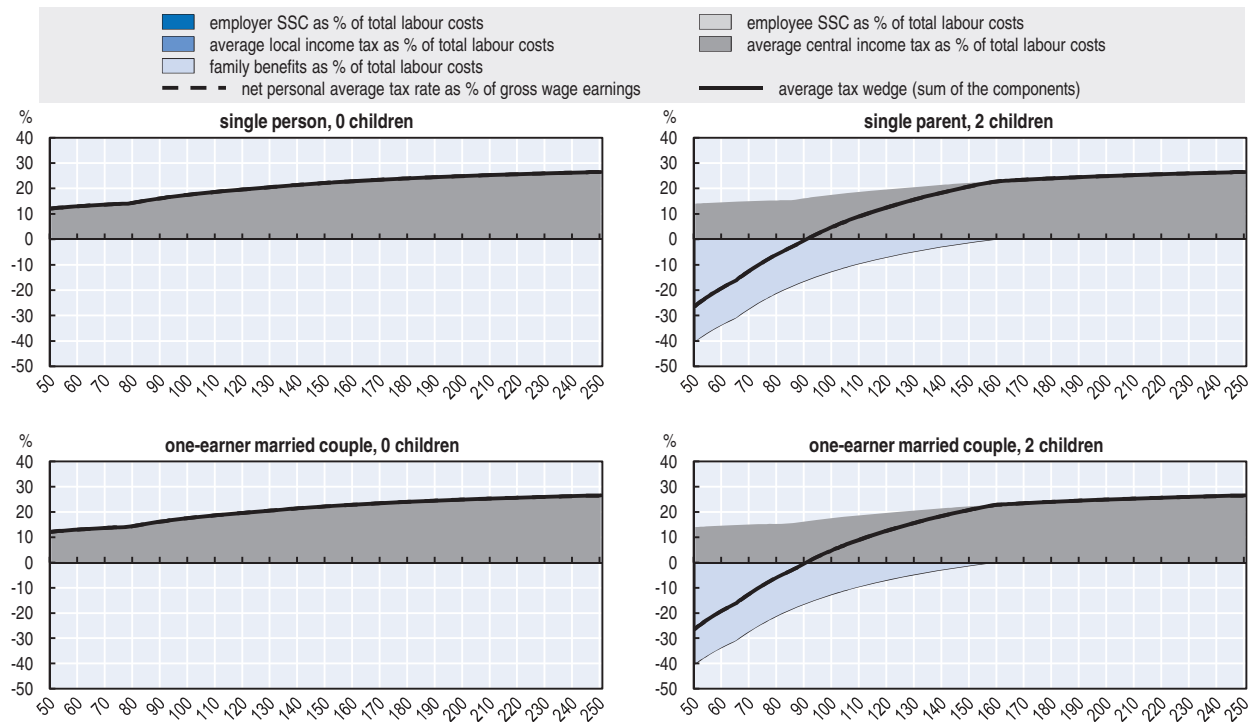 employer SSC as % of total labour costs
employee SSC as % of total labour costs
average local income tax as % of total labour costs
average central income tax as % of total labour costs
family benefits as % of total labour costs
net personal average tax rate as % of gross wage earnings
average tax wedge (sum of the components)
%
single person, 0 children
40
30
20
10
0
-10
-20
-30
-40
-50
50 60 70 80 90 100 110 120 130 140 150 160 170 180 190 200 210 220 230 240 250
%
single parent, 2 children
40
30
20
10
0
-10
-20
-30
-40
-50
50 60 70 80 90 100 110 120 130 140 150 160 170 180 190 200 210 220 230 240 250
%
one-earner married couple, 0 children
40
30
20
10
0
-10
-20
-30
-40
-50
50 60 70 80 90 100 110 120 130 140 150 160 170 180 190 200 210 220 230 240 250
%
one-earner married couple, 2 children
40
30
20
10
0
-10
-20
-30
-40
-50
50 60 70 80 90 100 110 120 130 140 150 160 170 180 190 200 210 220 230 240 250